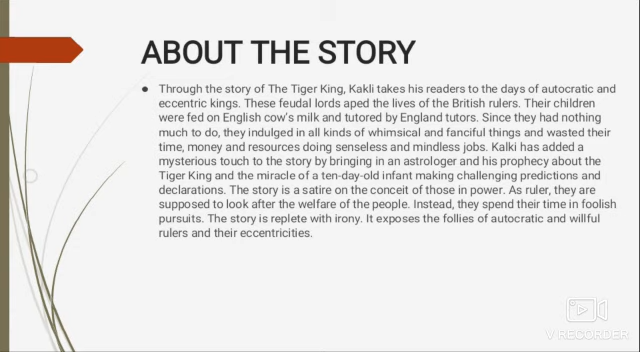 ABOUT THE STORY
● Through the story of The Tiger King, Kakli takes his readers to the days of autocratic and
eccentric kings. These feudal lords aped the lives of the British rulers. Their children
were fed on English cow's milk and tutored by England tutors. Since they had nothing
much to do, they indulged in all kinds of whimsical and fanciful things and wasted their
time, money and resources doing senseless and mindless jobs. Kalki has added a
mysterious touch to the story by bringing in an astrologer and his prophecy about the
Tiger King and the miracle of a ten-day-old infant making challenging predictions and
declarations. The story is a satire on the conceit of those in power. As ruler, they are
supposed to look after the welfare of the people. Instead, they spend their time in foolish
pursuits. The story is replete with irony. It exposes the follies of autocratic and willful
rulers and their eccentricities.
V RECORDER